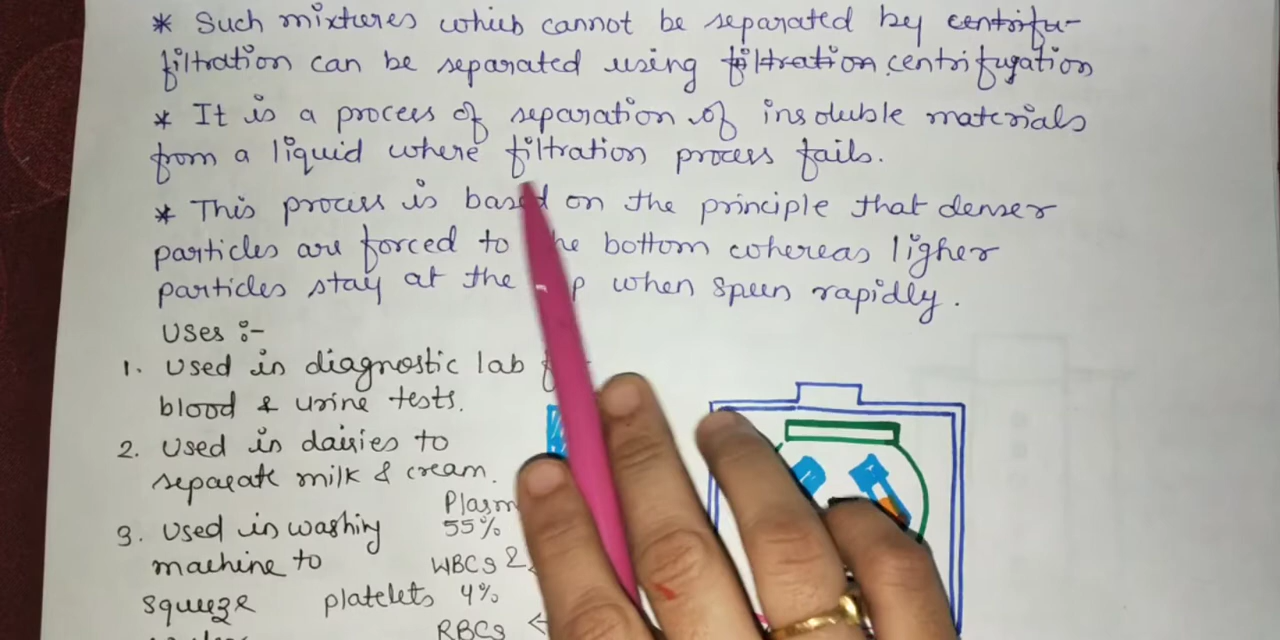 * Such mixtures which cannot be separated by centrifu-
filtration can be separated using filtration centrifugation
* It is a process of separation of insoluble materials
from a liquid where filtration process fails.
* This process is based on the principle that denser
particles are forced to he bottom whereas ligher
particles stay at the p when speen rapidly.
Uses :-
1. Used in diagnostic lab f
blood & urine tests.
2. Used in dairies to
separate milk & cream.
3. Used in washing
machine to
squeeze
Plasm
55%
WBCs &
platelets 4%
RBCs ←